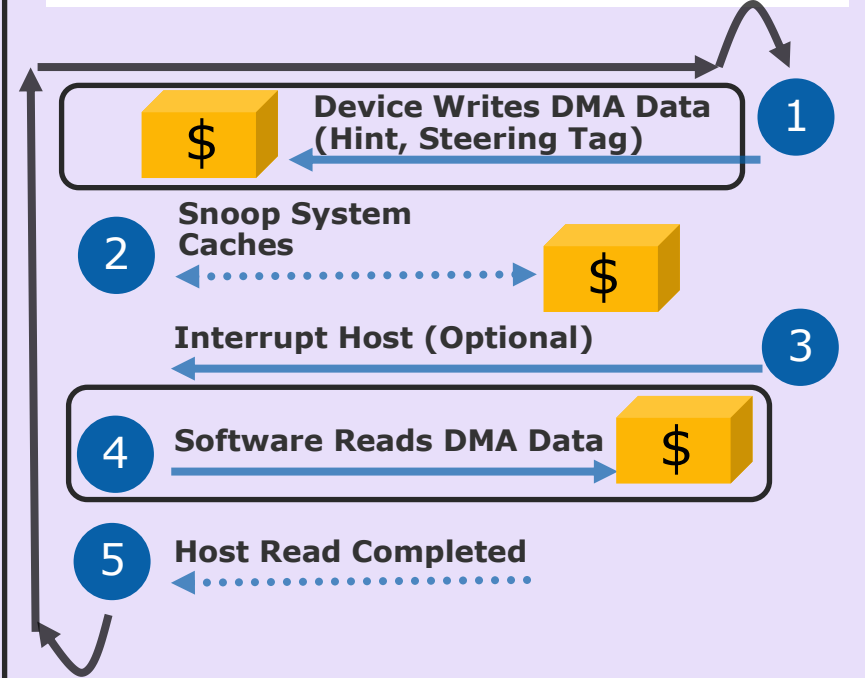 Device Writes DMA Data
(Hint, Steering Tag)
1
$
Snoop System
Caches
2
$
Interrupt Host (Optional)
3
4
Software Reads DMA Data
$
5
Host Read Completed